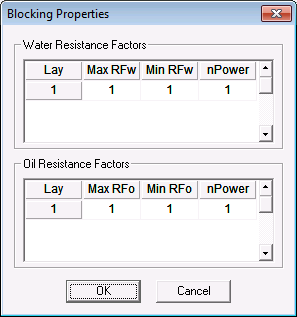 Blocking Properties
Water Resistance Factors
Lay Max RFw Min RFw nPower
1 1 1 1
Oil Resistance Factors
Lay Max RFo Min RFo nPower
1 1 1 1
OK Cancel